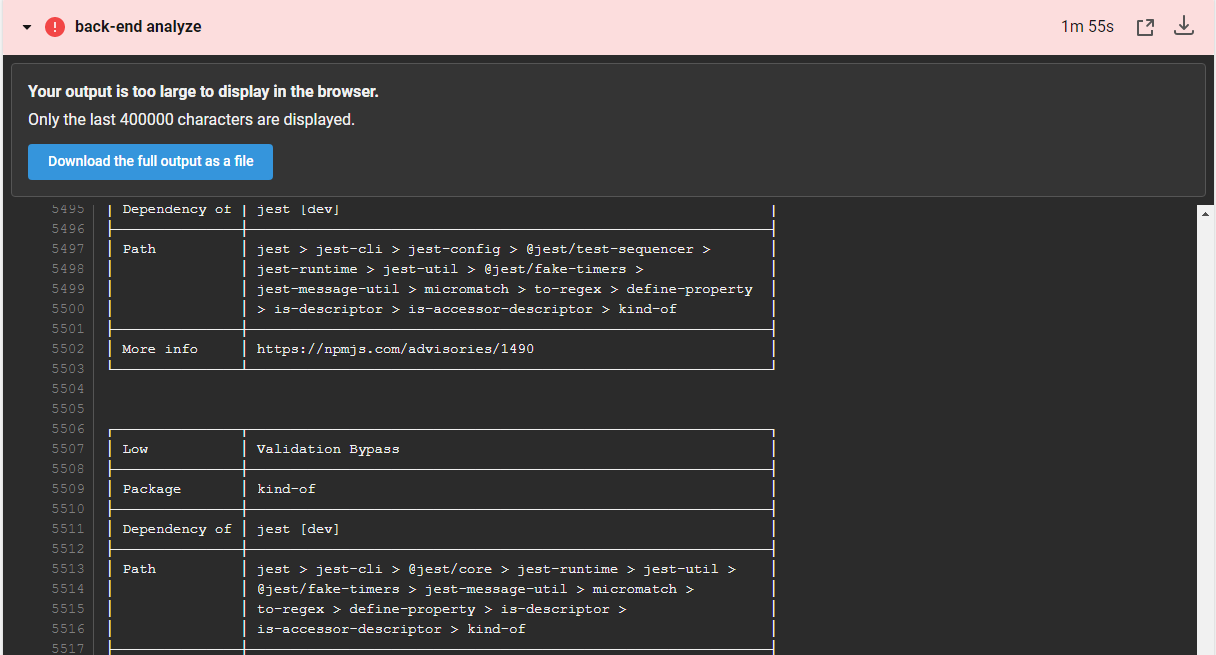 back-end analyze 1m 55s
Your output is too large to display in the browser.
Only the last 400000 characters are displayed.
Download the full output as a file
5495 Dependency of jest [dev]
5496
5497 Path jest > jest-cli > jest-config > @jest/test-sequencer >
5498 jest-runtime > jest-util > @jest/fake-timers >
5499 jest-message-util > micromatch > to-regex > define-property
5500 > is-descriptor > is-accessor-descriptor > kind-of
5501
5502 More info https://npmjs.com/advisories/1490
5503
5504
5505
5506
5507 Low Validation Bypass
5508
5509 Package kind-of
5510
5511 Dependency of jest [dev]
5512
5513 Path jest > jest-cli > @jest/core > jest-runtime > jest-util >
5514 @jest/fake-timers > jest-message-util > micromatch >
5515 to-regex > define-property > is-descriptor >
5516 is-accessor-descriptor > kind-of
5517